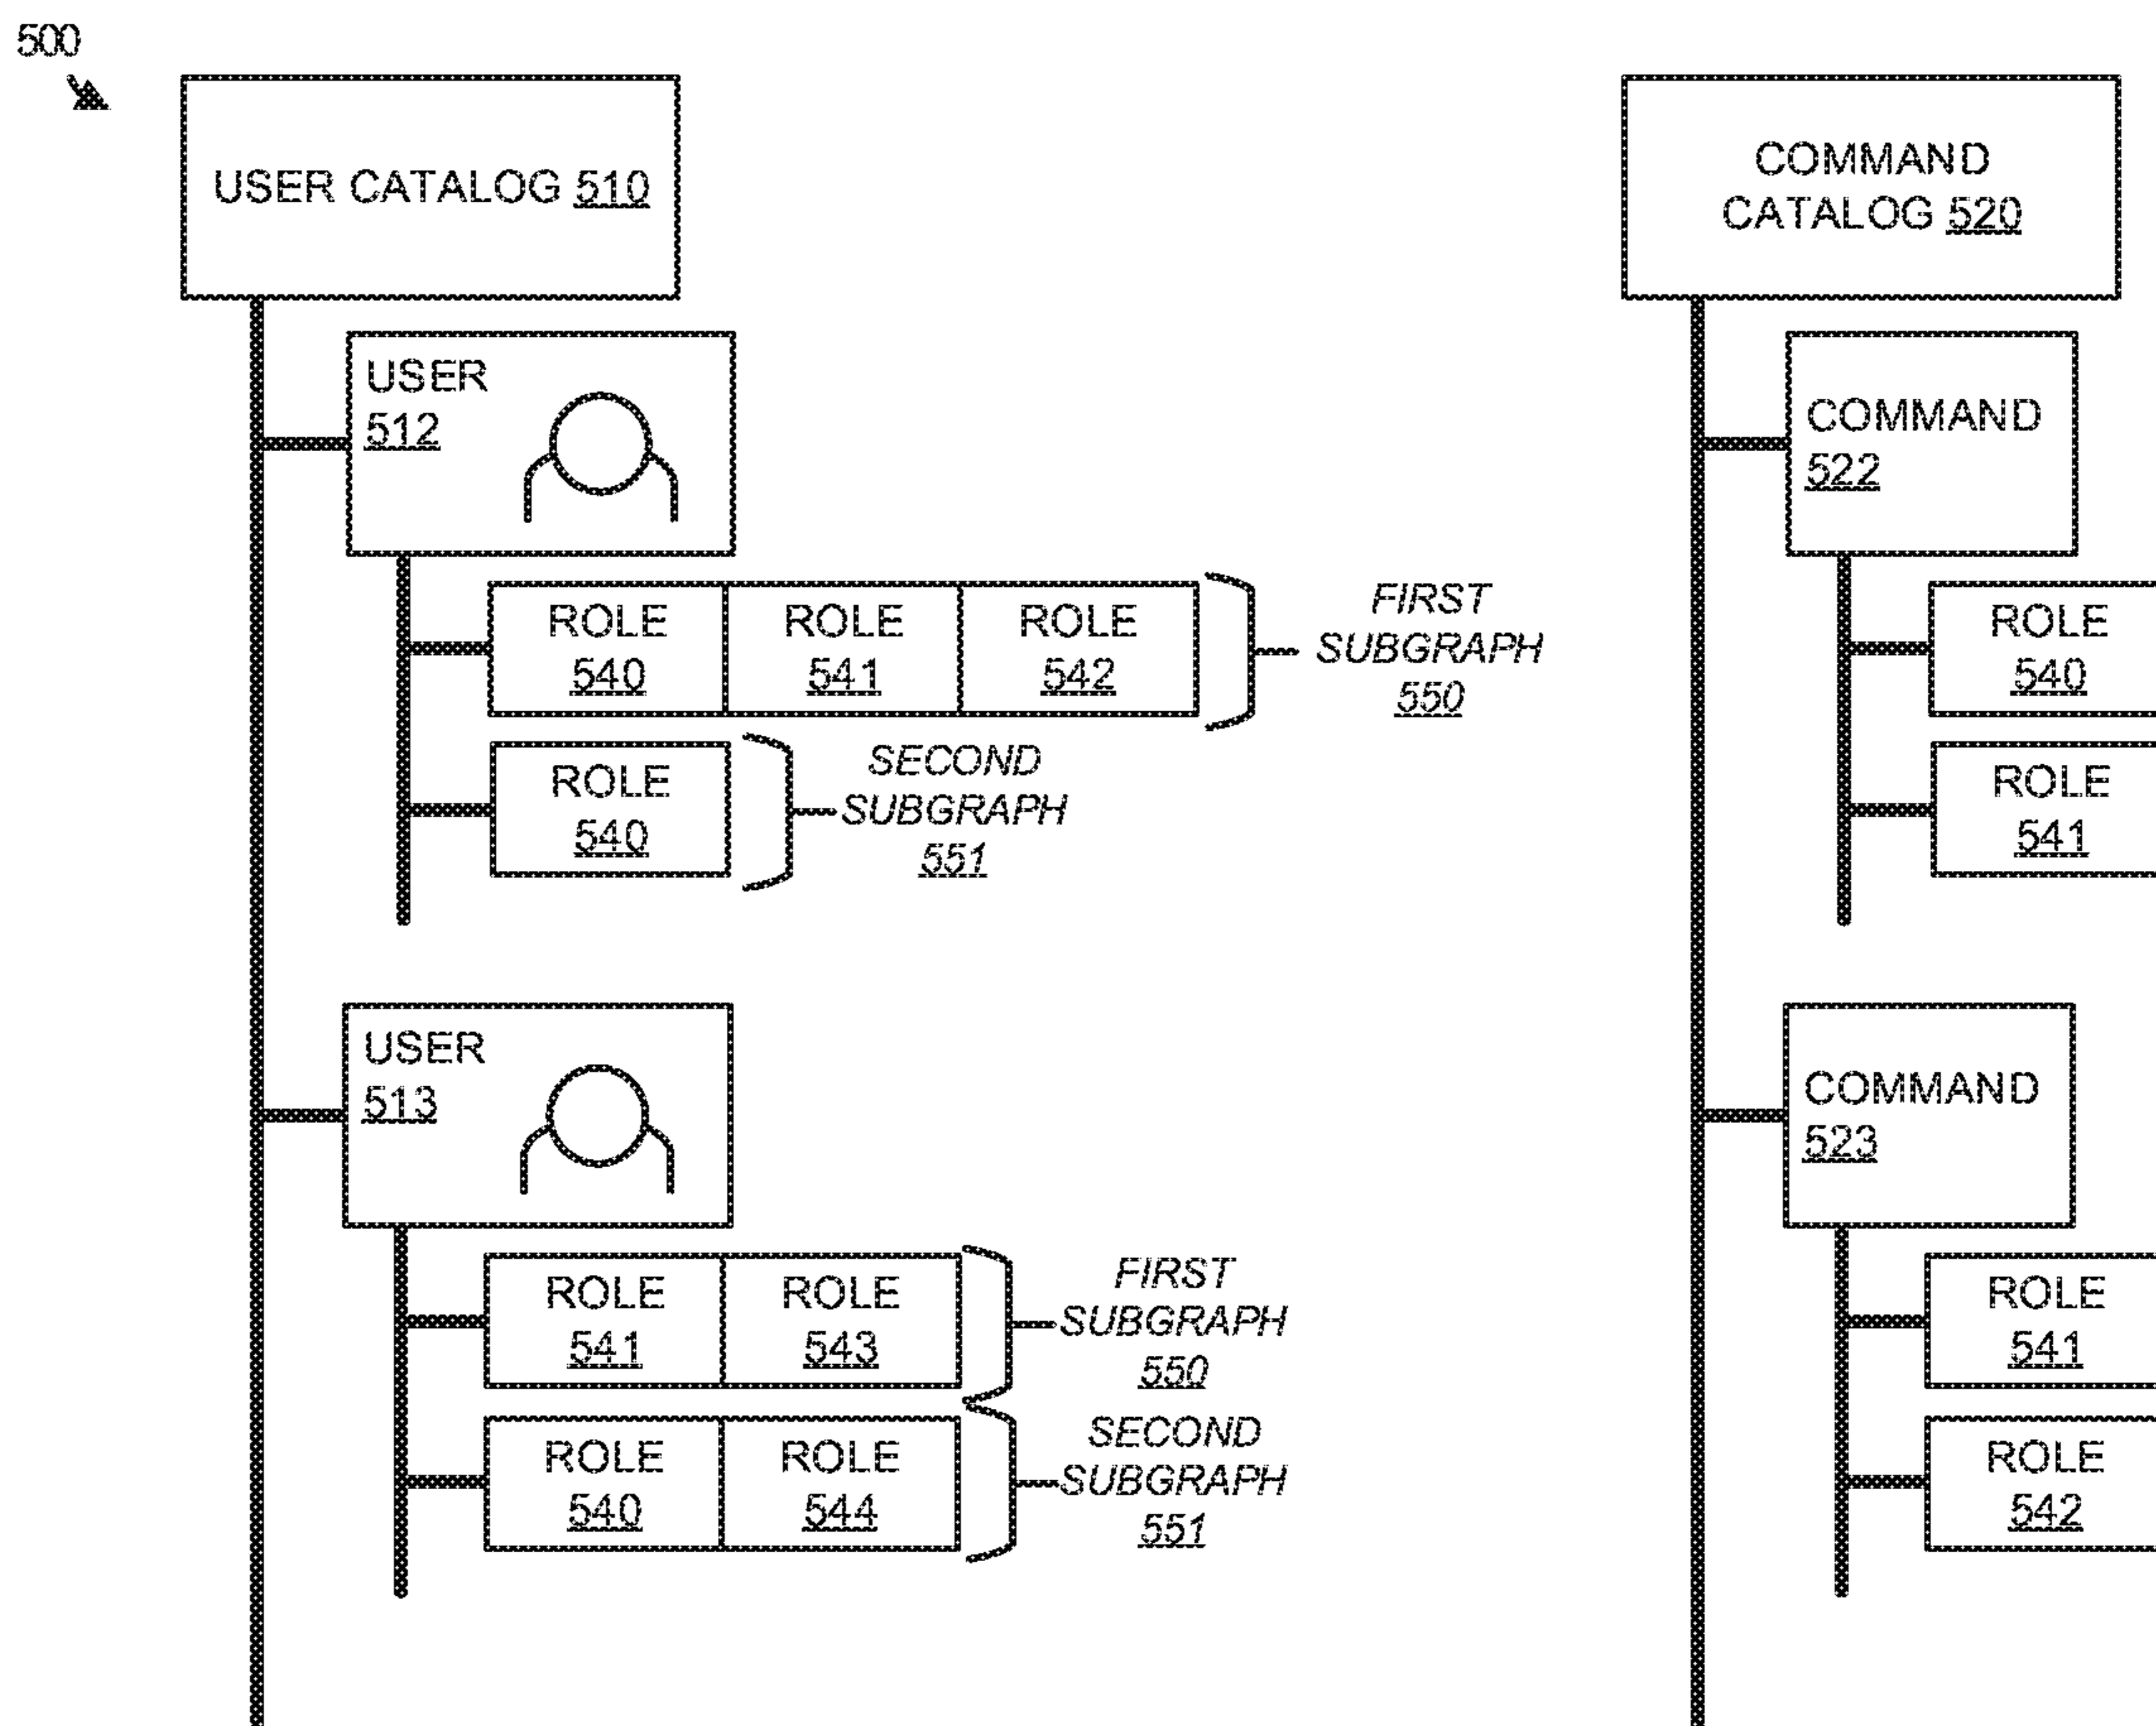 500
USER CATALOG 510
USER
512
ROLE
540
ROLE
541
ROLE
542
FIRST
SUBGRAPH
550
ROLE
540
SECOND
SUBGRAPH
551
USER
513
ROLE
541
ROLE
543
FIRST
SUBGRAPH
550
ROLE
540
ROLE
544
SECOND
SUBGRAPH
551
COMMAND
CATALOG 520
COMMAND
522
ROLE
540
ROLE
541
COMMAND
523
ROLE
541
ROLE
542